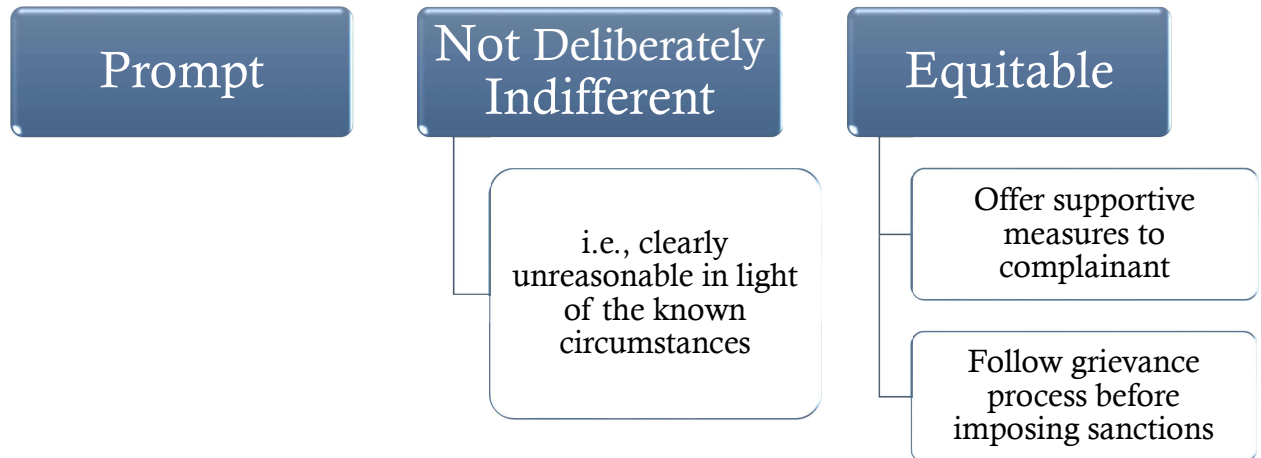 Prompt
Not Deliberately
Indifferent
i.e., clearly
unreasonable in light
of the known
circumstances
Equitable
Offer supportive
measures to
complainant
Follow grievance
process before
imposing sanctions